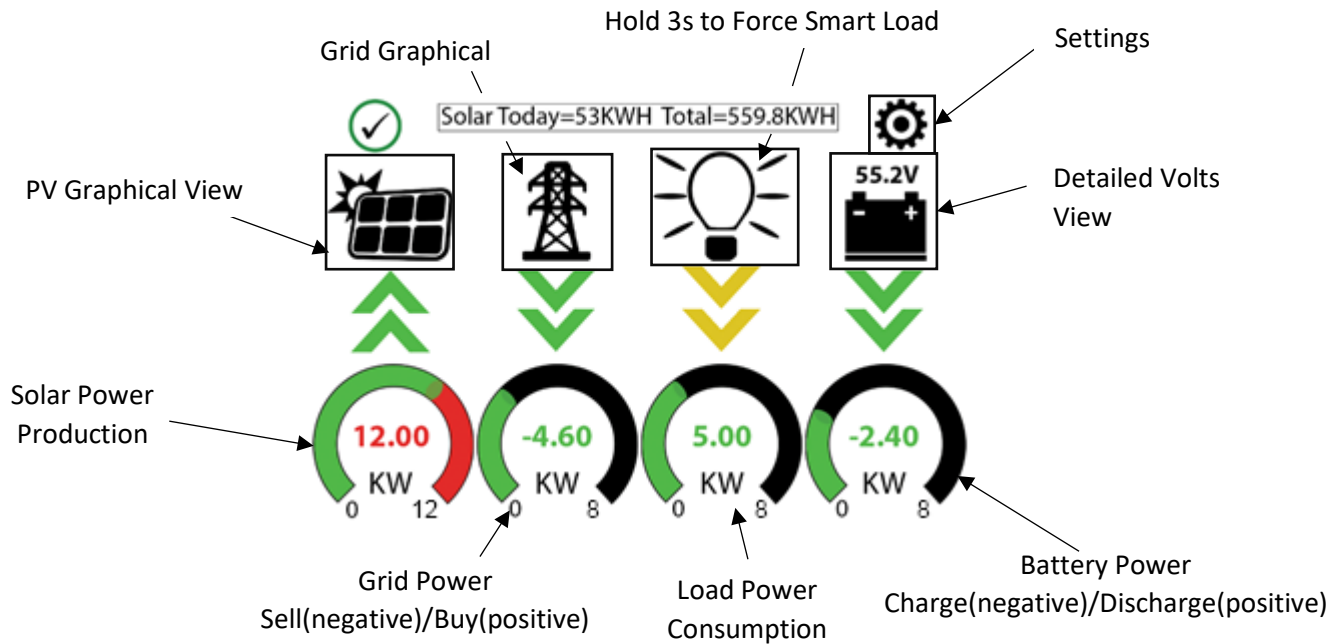 Hold 3s to Force Smart Load
Grid Graphical
Settings
Solar Today=53KWH Total=559.8KWH
PV Graphical View
55.2V
- +
Detailed Volts
View
Solar Power
Production
12.00
KW
0 12
-4.60
KW
0 8
5.00
KW
0 8
-2.40
KW
0 8
Grid Power
Sell(negative)/Buy(positive)
Load Power
Consumption
Battery Power
Charge(negative)/Discharge(positive)